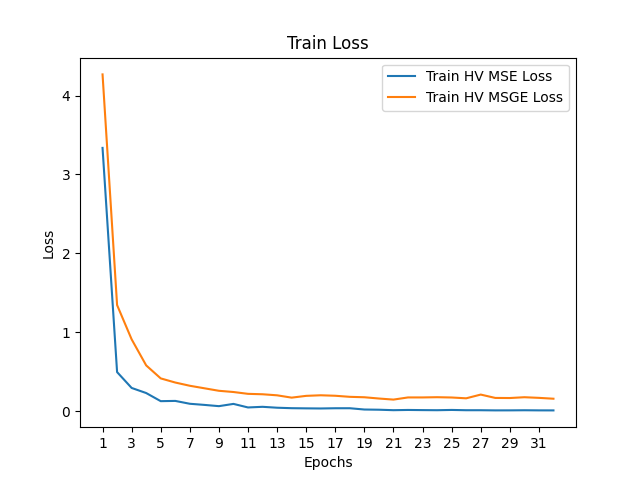 Train Loss
Train HV MSE Loss
Train HV MSGE Loss
Loss
4
3
2
1
0
1 3 5 7 9 11 13 15 17 19 21 23 25 27 29 31
Epochs